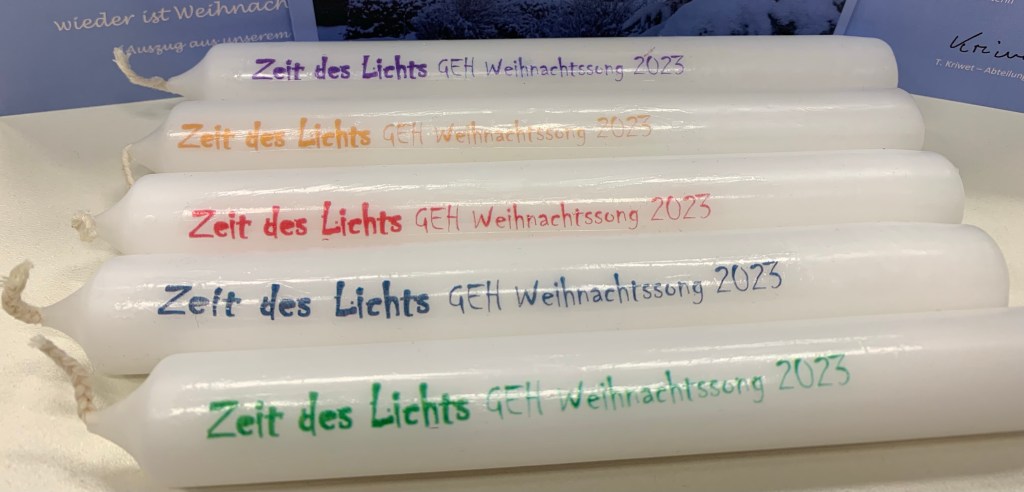 wieder ist Weihnach
(Auszug aus unserem
T. Kriwet – Abteilung
Zeit des Lichts GEH Weihnachtssong 2023
Zeit des Lichts GEH Weihnachtssong 2023
Zeit des Lichts GEH Weihnachtssong 2023
Zeit des Lichts GEH Weihnachtssong 2023
Zeit des Lichts GEH Weihnachtssong 2023